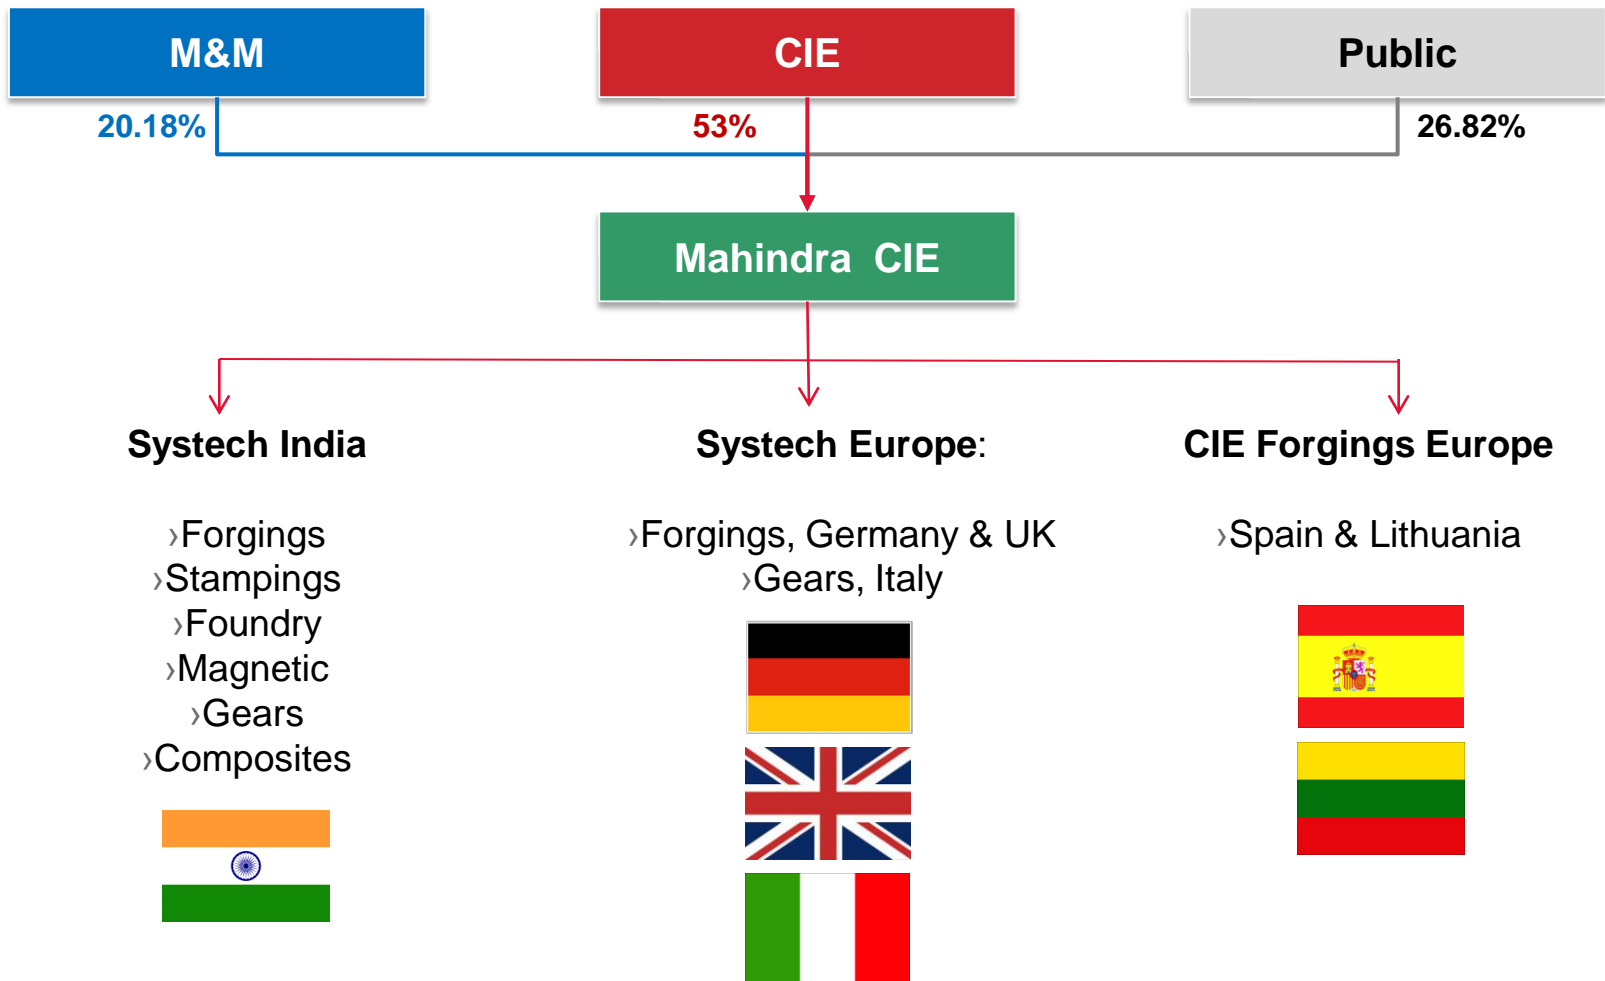 M&M
CIE
Public
20.18%
53%
26.82%
Mahindra CIE
Systech India
Systech Europe:
CIE Forgings Europe
›Forgings
›Stampings
›Foundry
›Magnetic
›Gears
›Composites
›Forgings, Germany & UK
›Gears, Italy
›Spain & Lithuania